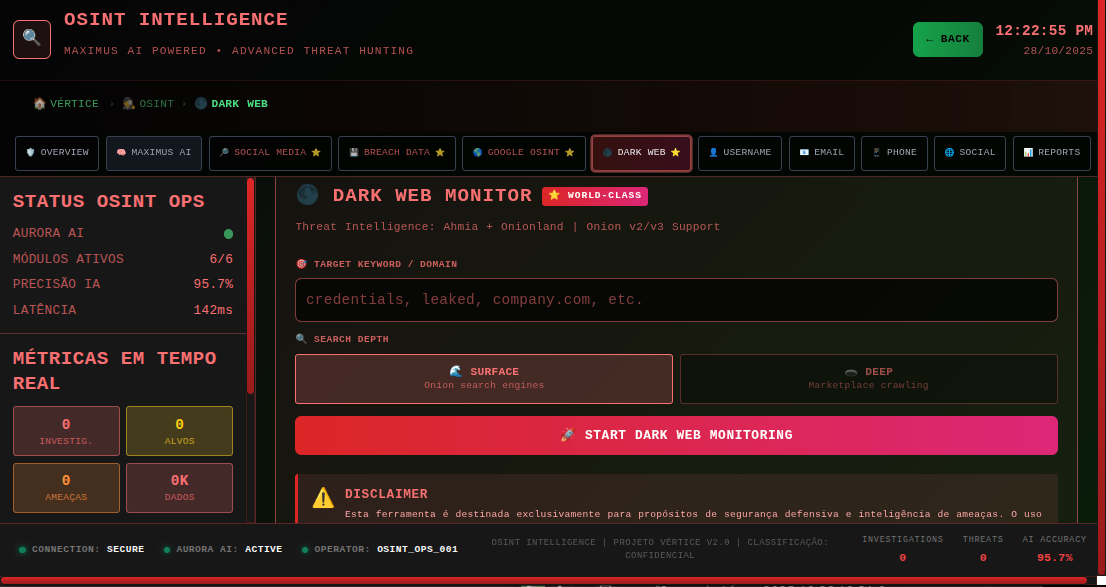 OSINT INTELLIGENCE
MAXIMUS AI POWERED • ADVANCED THREAT HUNTING
← BACK
12:22:55 PM
28/10/2025
VÉRTICE › OSINT › DARK WEB
OVERVIEW
MAXIMUS AI
SOCIAL MEDIA
BREACH DATA
GOOGLE OSINT
DARK WEB
USERNAME
EMAIL
PHONE
SOCIAL
REPORTS
STATUS OSINT OPS
AURORA AI
MÓDULOS ATIVOS 6/6
PRECISÃO IA 95.7%
LATÊNCIA 142ms
MÉTRICAS EM TEMPO
REAL
0
INVESTIG.
0
ALVOS
0
AMEAÇAS
0K
DADOS
DARK WEB MONITOR
WORLD-CLASS
Threat Intelligence: Ahmia + Onionland | Onion v2/v3 Support
TARGET KEYWORD / DOMAIN
credentials, leaked, company.com, etc.
SEARCH DEPTH
SURFACE
Onion search engines
DEEP
Marketplace crawling
START DARK WEB MONITORING
DISCLAIMER
Esta ferramenta é destinada exclusivamente para propósitos de segurança defensiva e inteligência de ameaças. O uso
CONNECTION: SECURE
AURORA AI: ACTIVE
OPERATOR: OSINT_OPS_001
OSINT INTELLIGENCE | PROJETO VÉRTICE V2.0 | CLASSIFICAÇÃO:
CONFIDENCIAL
INVESTIGATIONS
0
THREATS
0
AI ACCURACY
95.7%